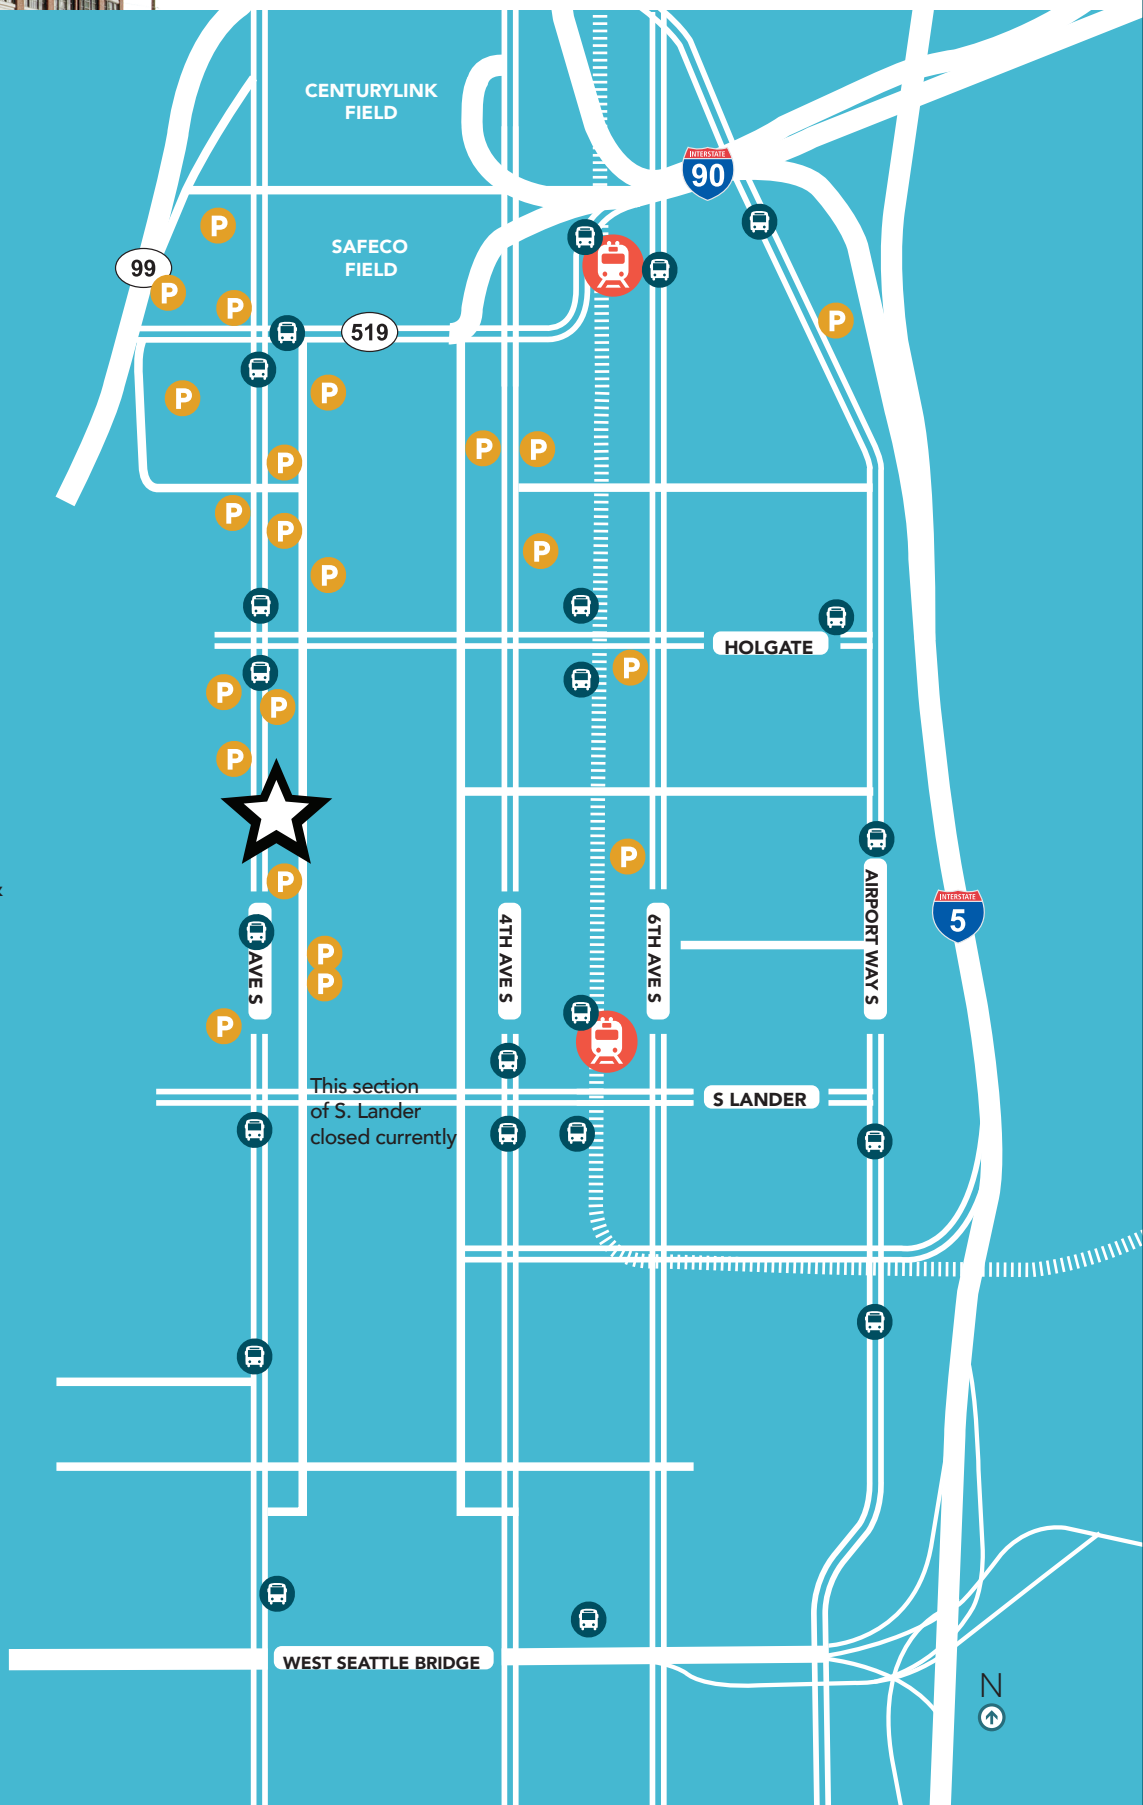 CENTURYLINK
FIELD
INTERSTATE
90
P
SAFECO
FIELD
99
P
P
P
519
P
P
P
P
P
P
P
P
P
HOLGATE
P
P
P
P
P
P
INTERSTATE
5
AVE S
4TH AVE S
6TH AVE S
AIRPORT WAY S
P
P
P
This section
of S. Lander
closed currently
S LANDER
WEST SEATTLE BRIDGE
N